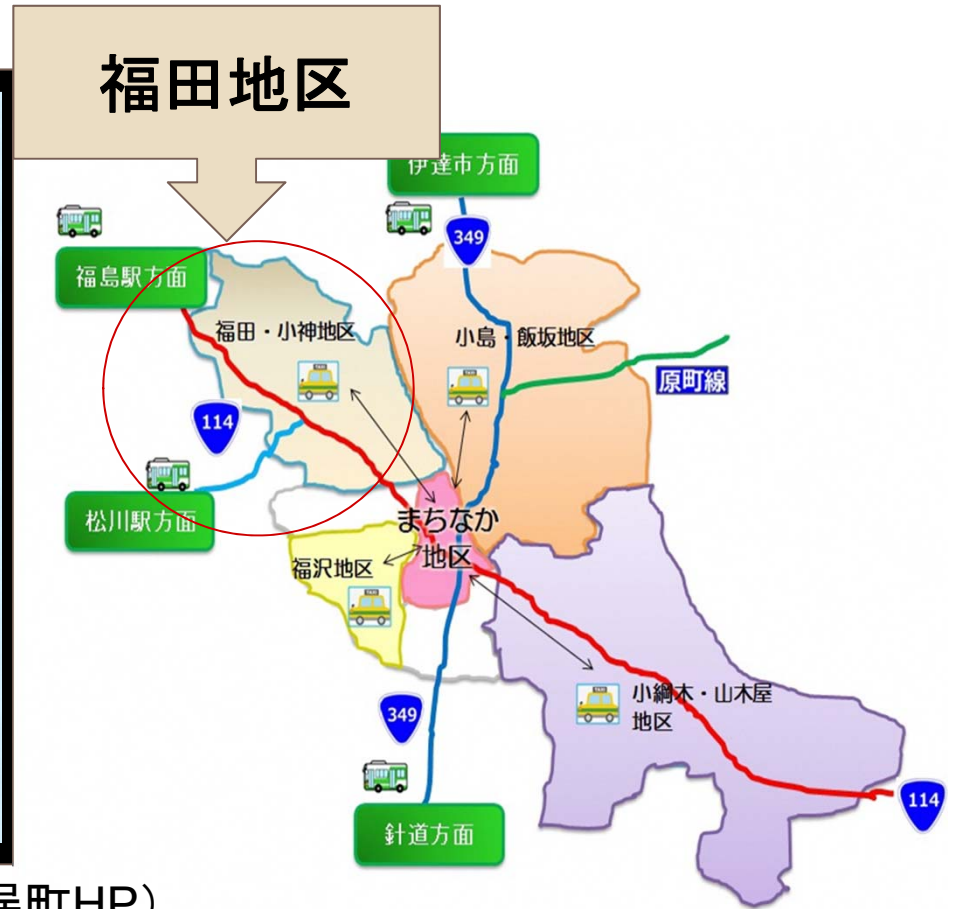 福田地区
伊達市方面
349
福島駅方面
福田・小神地区
小島・飯坂地区
原町線
114
松川駅方面
まちなか
地区
福沢地区
小綱木・山木屋
地区
349
114
針道方面
町HP）